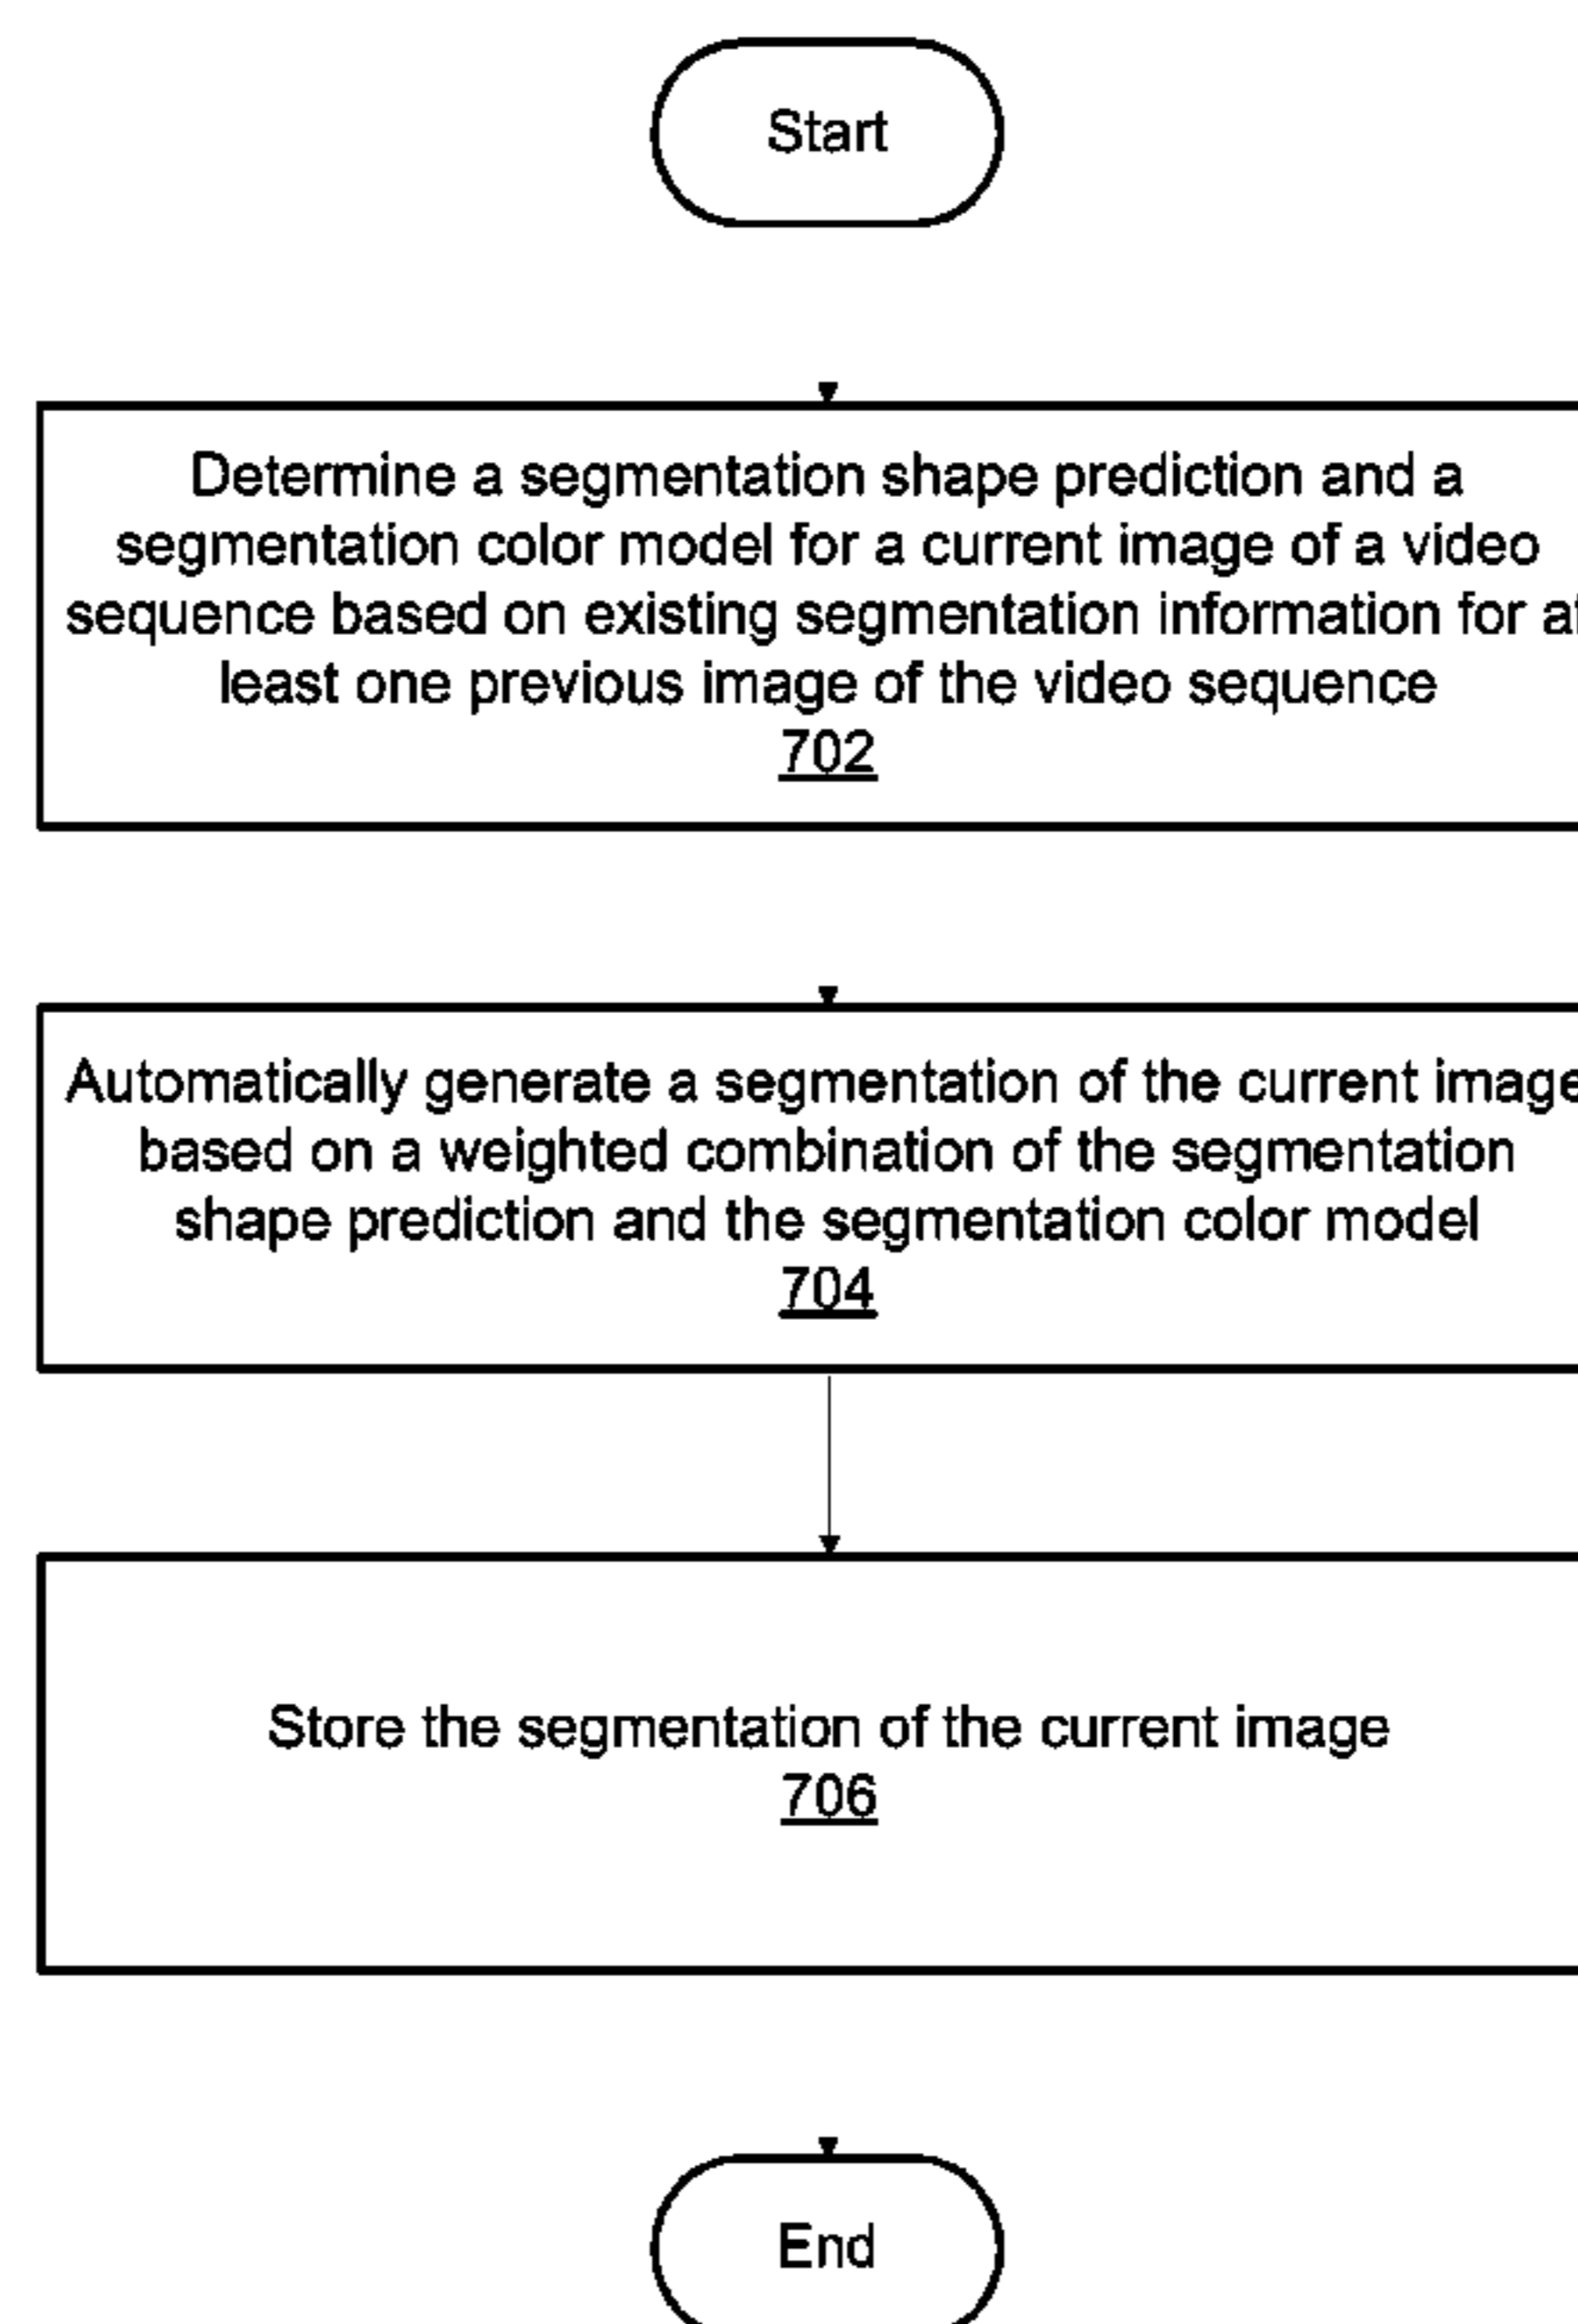 Start
Determine a segmentation shape prediction and a
segmentation color model for a current image of a video
sequence based on existing segmentation information for at
least one previous image of the video sequence
702
Automatically generate a segmentation of the current image
based on a weighted combination of the segmentation
shape prediction and the segmentation color model
704
Store the segmentation of the current image
706
End